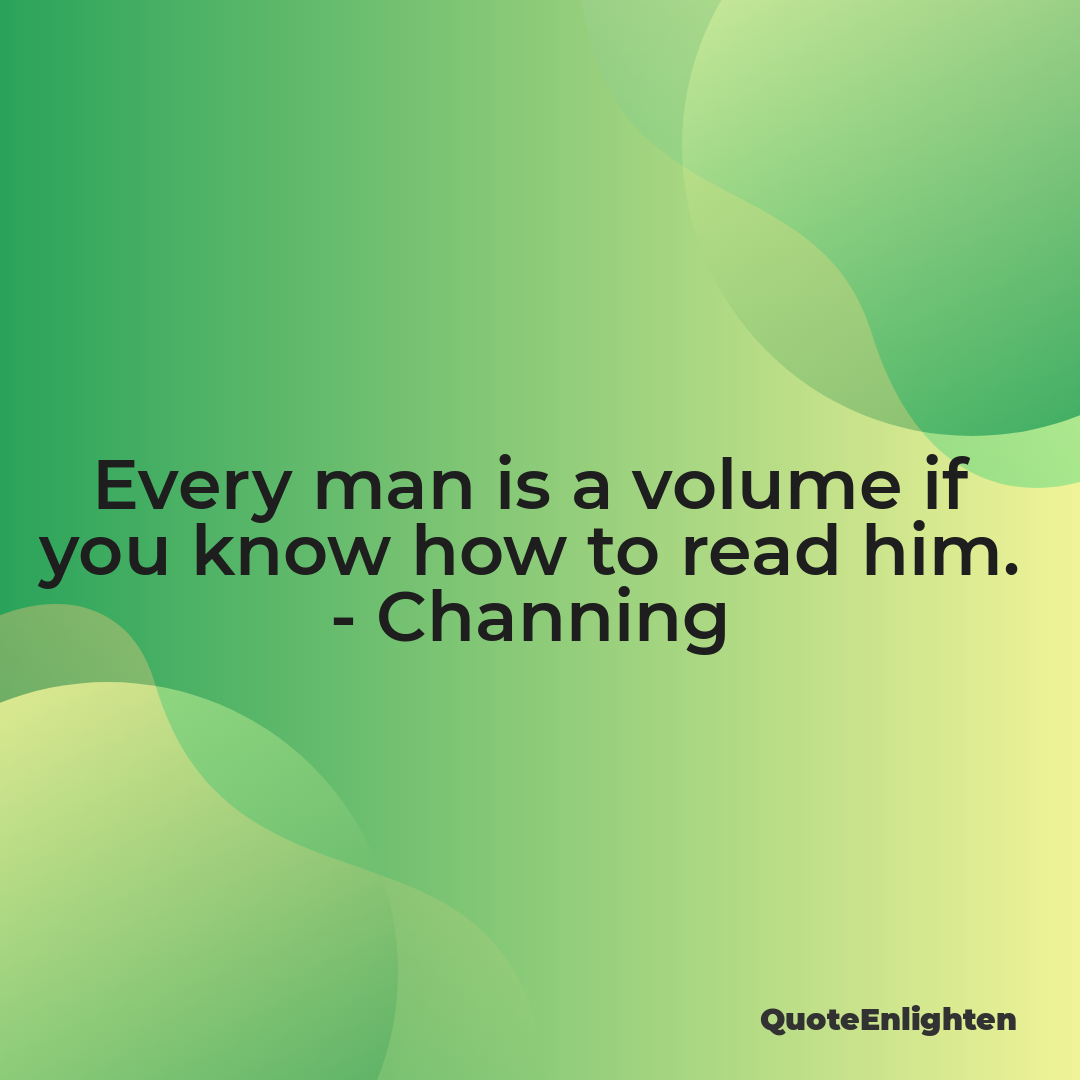 Every man is a volume if
you know how to read him.
- Channing
QuoteEnlighten